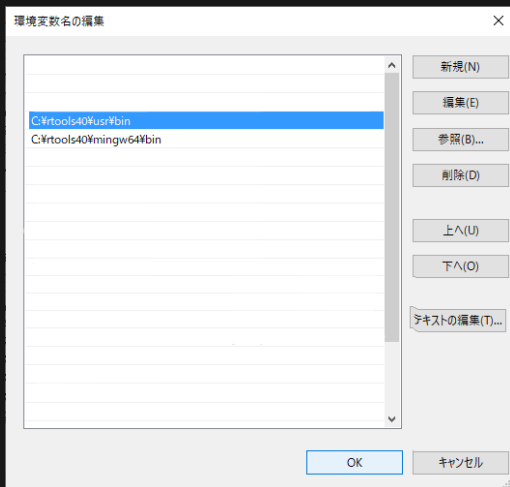 環境変数名の編集
C:¥rtools40¥usr¥bin
C:¥rtools40¥mingw64¥bin
新規(N)
編集(E)
参照(B)...
削除(D)
上へ(U)
下へ(O)
テキストの編集(T)...
OK
キャンセル